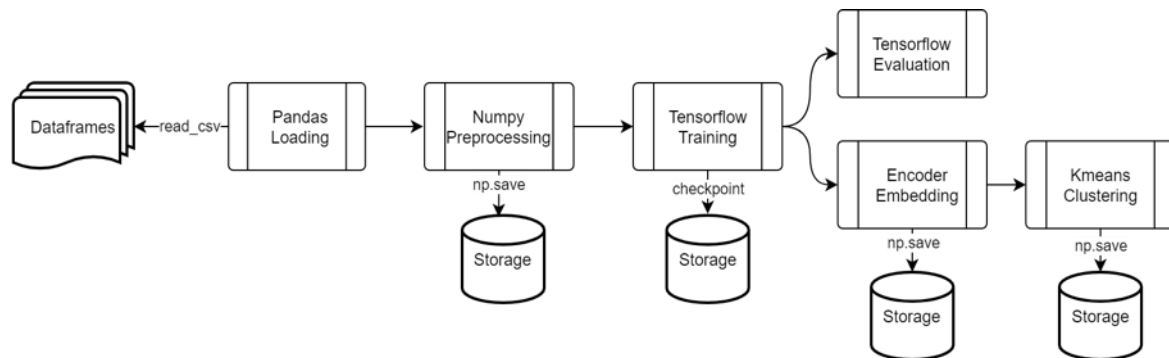 Tensorflow
Evaluation
Dataframes
read_csv
Pandas
Loading
Numpy
Preprocessing
Tensorflow
Training
Encoder
Embedding
Kmeans
Clustering
np.save
checkpoint
np.save
np.save
Storage
Storage
Storage
Storage